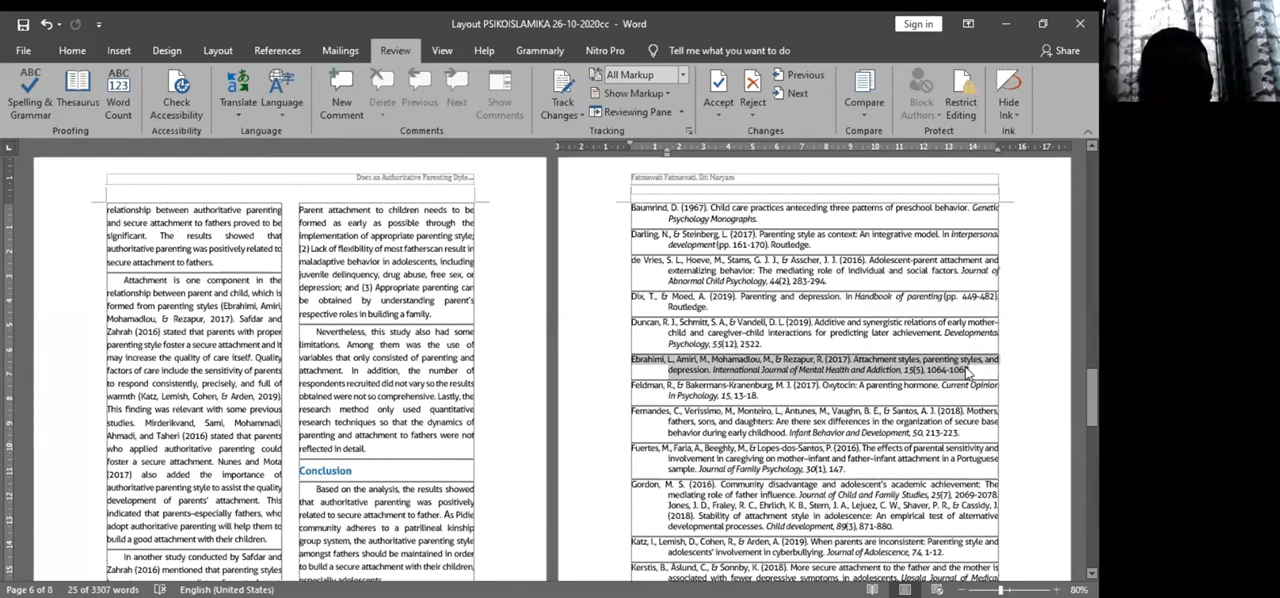 Layout PSIKOISLAMIKA 26-10-2020cc - Word
Sign in
File Home Insert Design Layout References Mailings Review View Help Grammarly Nitro Pro Tell me what you want to do Share
Spelling & Grammar
Thesaurus
Word Count
Proofing
Check Accessibility
Accessibility
Translate
Language
Language
New Comment
Delete
Previous
Next
Show Comments
Comments
Track Changes
All Markup
Show Markup
Reviewing Pane
Tracking
Accept
Reject
Previous
Next
Changes
Compare
Compare
Block Authors
Restrict Editing
Protect
Hide Ink
Ink
Does an Authoritative Parenting Style....
relationship between authoritative parenting
and secure attachment to fathers proved to be
significant. The results showed that
authoritative parenting was positively related to
secure attachment to fathers.
Attachment is one component in the
relationship between parent and child, which is
formed from parenting styles (Ebrahimi, Amiri,
Mohamadlou, & Rezapur, 2017). Safdar and
Zahrah (2016) stated that parents with proper
parenting style foster a secure attachment and it
may increase the quality of care itself. Quality
factors of care include the sensitivity of parents
to respond consistently, precisely, and full of
warmth (Katz, Lemish, Cohen, & Arden, 2019).
This finding was relevant with some previous
studies. Mirderikvand, Sami, Mohammadi,
Ahmadi, and Taheri (2016) stated that parents
who applied authoritative parenting could
foster a secure attachment. Nunes and Mota
(2017) also added the importance of
authoritative parenting style to assist the quality
development of parents' attachment. This
indicated that parents–especially fathers, who
adopt authoritative parenting will help them to
build a good attachment with their children.
In another study conducted by Safdar and
Zahrah (2016) mentioned that parenting styles
Parent attachment to children needs to be
formed as early as possible through the
implementation of appropriate parenting style;
(2) Lack of flexibility of most fatherscan result in
maladaptive behavior in adolescents, including
juvenile delinquency, drug abuse, free sex, or
depression; and (3) Appropriate parenting can
be obtained by understanding parent's
respective roles in building a family.
Nevertheless, this study also had some
limitations. Among them was the use of
variables that only consisted of parenting and
attachment. In addition, the number of
respondents recruited did not vary so the results
obtained were not so comprehensive. Lastly, the
research method only used quantitative
research techniques so that the dynamics of
parenting and attachment to fathers were not
reflected in detail.
Conclusion
Based on the analysis, the results showed
that authoritative parenting was positively
related to secure attachment to father. As Pidie
community adheres to a patrilineal kinship
group system, the authoritative parenting style
amongst fathers should be maintained in order
to build a secure attachment with their children,
especially adolescents.
Fatmawati Fatmawati, Siti Maryam
Baumrind, D. (1967). Child care practices anteceding three patterns of preschool behavior. Genetic
Psychology Monographs.
Darling, N., & Steinberg, L. (2017). Parenting style as context: An integrative model. In Interpersonal
development (pp. 161-170). Routledge.
de Vries, S. L., Hoeve, M., Stams, G. J. J., & Asscher, J. J. (2016). Adolescent-parent attachment and
externalizing behavior: The mediating role of individual and social factors. Journal of
Abnormal Child Psychology, 44(2), 283-294.
Dix, T., & Moed, A. (2019). Parenting and depression. In Handbook of parenting (pp. 449-482).
Routledge.
Duncan, R. J., Schmitt, S. A., & Vandell, D. L. (2019). Additive and synergistic relations of early mother–
child and caregiver–child interactions for predicting later achievement. Developmental
Psychology, 55(12), 2522.
Ebrahimi, L., Amiri, M., Mohamadlou, M., & Rezapur, R. (2017). Attachment styles, parenting styles, and
depression. International Journal of Mental Health and Addiction, 15(5), 1064-106
Feldman, R., & Bakermans-Kranenburg, M. J. (2017). Oxytocin: A parenting hormone. Current Opinion
in Psychology, 15, 13-18.
Fernandes, C., Veríssimo, M., Monteiro, L., Antunes, M., Vaughn, B. E., & Santos, A. J. (2018). Mothers,
fathers, sons, and daughters: Are there sex differences in the organization of secure base
behavior during early childhood. Infant Behavior and Development, 50, 213-223.
Fuertes, M., Faria, A., Beeghly, M., & Lopes-dos-Santos, P. (2016). The effects of parental sensitivity and
involvement in caregiving on mother–infant and father–infant attachment in a Portuguese
sample. Journal of Family Psychology, 30(1), 147.
Gordon, M. S. (2016). Community disadvantage and adolescent's academic achievement: The
mediating role of father influence. Journal of Child and Family Studies, 25(7), 2069-2078.
Jones, J. D., Fraley, R. C., Ehrlich, K. B., Stern, J. A., Lejuez, C. W., Shaver, P. R., & Cassidy, J.
(2018). Stability of attachment style in adolescence: An empirical test of alternative
developmental processes. Child development, 89(3), 871-880.
Katz, I., Lemish, D., Cohen, R., & Arden, A. (2019). When parents are inconsistent: Parenting style and
adolescents' involvement in cyberbullying. Journal of Adolescence, 74, 1-12.
Kerstis, B., Åslund, C., & Sonnby, K. (2018). More secure attachment to the father and the mother is
associated with fewer depressive symptoms in adolescents. Upsala Journal of Medical
Page 6 of 8 25 of 3307 words English (United States) 80%